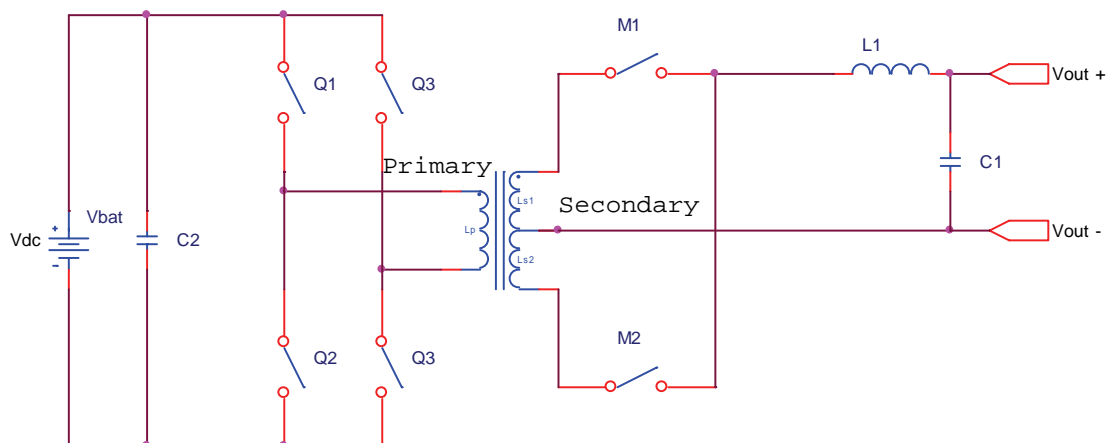 M1
L1
Q1
Q3
Vout +
C1
Primary
Ls1
Secondary
Vbat
+
Vdc
-
C2
Lp
Ls2
Vout -
M2
Q2
Q3